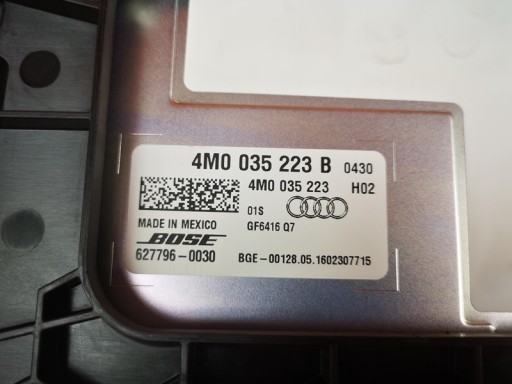 4M0 035 223 B 0430
4M0 035 223 H02
01S
MADE IN MEXICO GF6416 Q7
BOSE
627796-0030 BGE-00128.05.1602307715